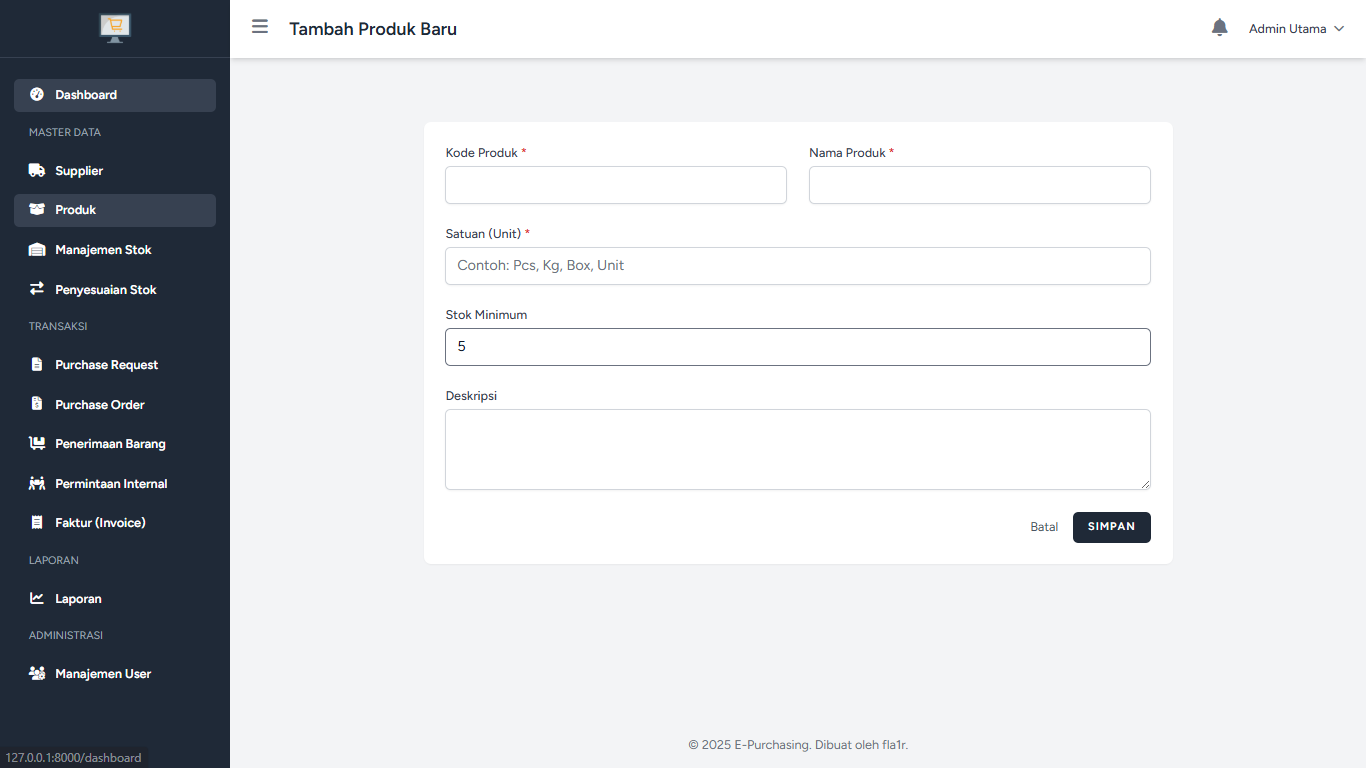 Tambah Produk Baru
Admin Utama
Dashboard
MASTER DATA
Supplier
Produk
Manajemen Stok
Penyesuaian Stok
TRANSAKSI
Purchase Request
Purchase Order
Penerimaan Barang
Permintaan Internal
Faktur (Invoice)
LAPORAN
Laporan
ADMINISTRASI
Manajemen User
127.0.0.1:8000/dashboard
Kode Produk *
Nama Produk *
Satuan (Unit) *
Contoh: Pcs, Kg, Box, Unit
Stok Minimum
5
Deskripsi
Batal
SIMPAN
© 2025 E-Purchasing. Dibuat oleh fla1r.